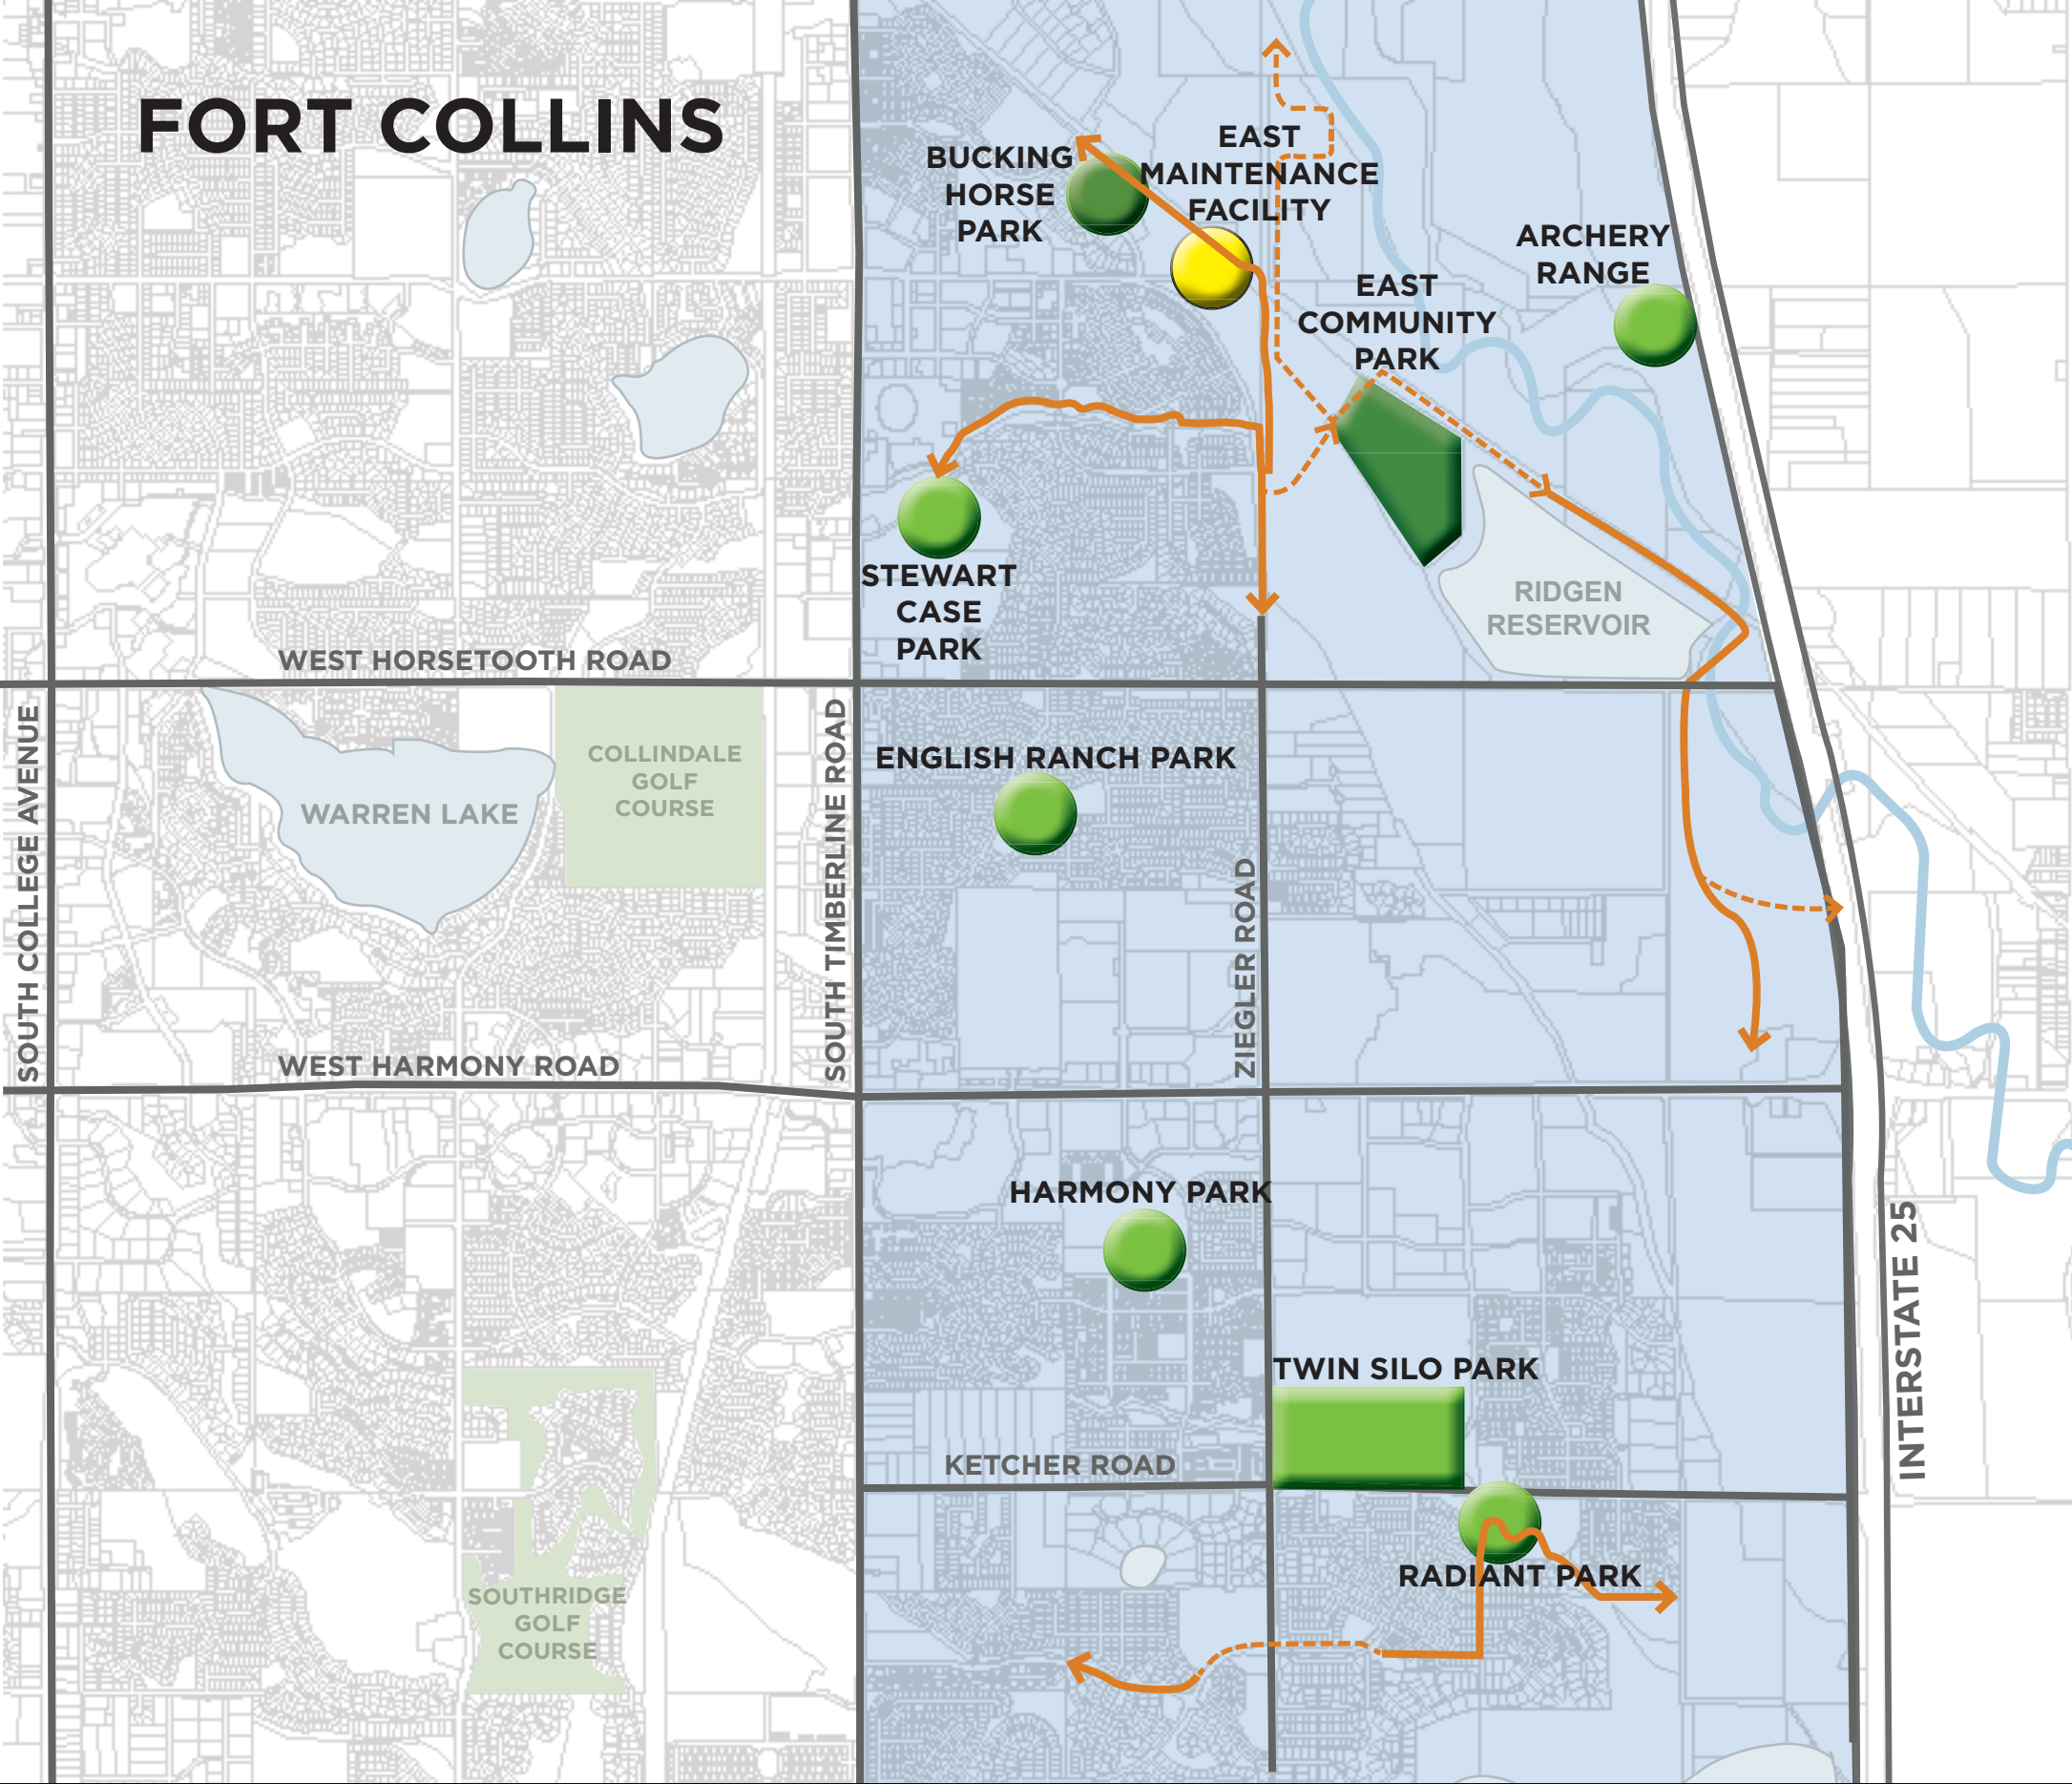 FORT COLLINS
BUCKING
HORSE
PARK
EAST
MAINTENANCE
FACILITY
ARCHERY
RANGE
EAST
COMMUNITY
PARK
STEWART
CASE
PARK
RIDGEN
RESERVOIR
WEST HORSETOOTH ROAD
SOUTH COLLEGE AVENUE
WARREN LAKE
COLLINDALE
GOLF
COURSE
SOUTH TIMBERLINE ROAD
ENGLISH RANCH PARK
ZIEGLER ROAD
WEST HARMONY ROAD
HARMONY PARK
INTERSTATE 25
TWIN SILO PARK
KETCHER ROAD
RADIANT PARK
SOUTHRIDGE
GOLF
COURSE